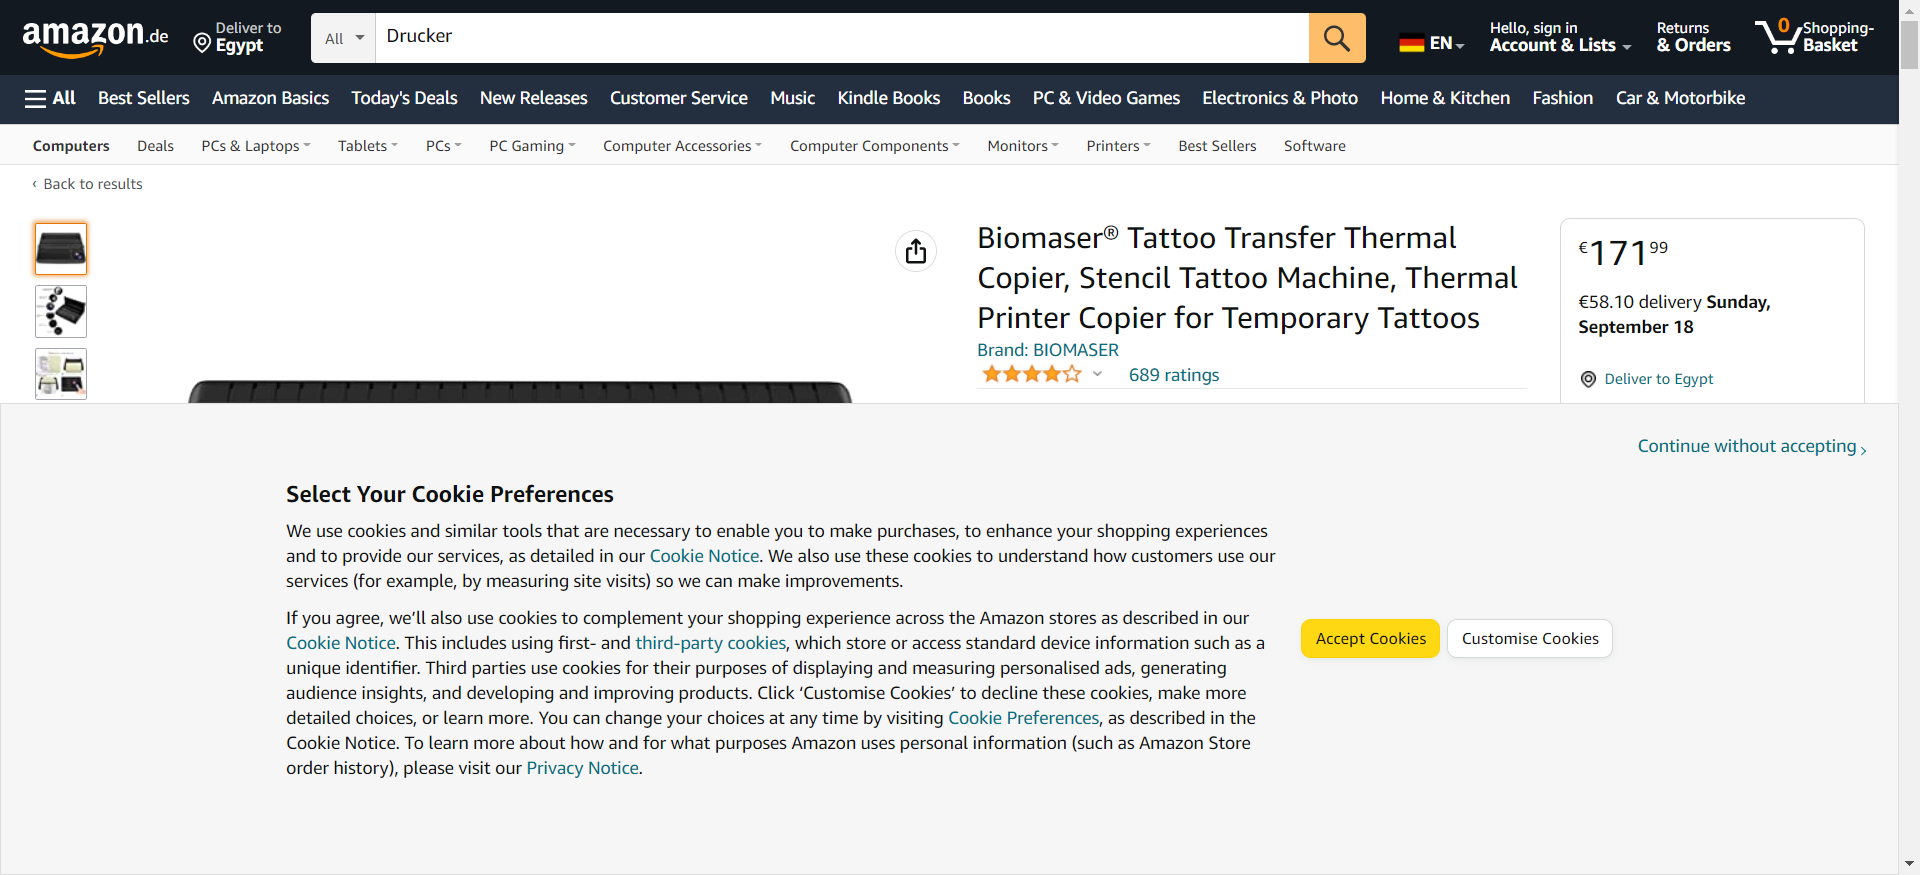 amazon.de
Deliver to
Egypt
All
Drucker
EN
Hello, sign in
Account & Lists
Returns
& Orders
0
Shopping-
Basket
All
Best Sellers
Amazon Basics
Today's Deals
New Releases
Customer Service
Music
Kindle Books
Books
PC & Video Games
Electronics & Photo
Home & Kitchen
Fashion
Car & Motorbike
Computers
Deals
PCs & Laptops
Tablets
PCs
PC Gaming
Computer Accessories
Computer Components
Monitors
Printers
Best Sellers
Software
‹ Back to results
Biomaser® Tattoo Transfer Thermal
Copier, Stencil Tattoo Machine, Thermal
Printer Copier for Temporary Tattoos
Brand: BIOMASER
689 ratings
€171⁹⁹
€58.10 delivery Sunday,
September 18
Deliver to Egypt
Continue without accepting ›
Select Your Cookie Preferences
We use cookies and similar tools that are necessary to enable you to make purchases, to enhance your shopping experiences
and to provide our services, as detailed in our Cookie Notice. We also use these cookies to understand how customers use our
services (for example, by measuring site visits) so we can make improvements.
If you agree, we’ll also use cookies to complement your shopping experience across the Amazon stores as described in our
Cookie Notice. This includes using first- and third-party cookies, which store or access standard device information such as a
unique identifier. Third parties use cookies for their purposes of displaying and measuring personalised ads, generating
audience insights, and developing and improving products. Click ‘Customise Cookies’ to decline these cookies, make more
detailed choices, or learn more. You can change your choices at any time by visiting Cookie Preferences, as described in the
Cookie Notice. To learn more about how and for what purposes Amazon uses personal information (such as Amazon Store
order history), please visit our Privacy Notice.
Accept Cookies
Customise Cookies